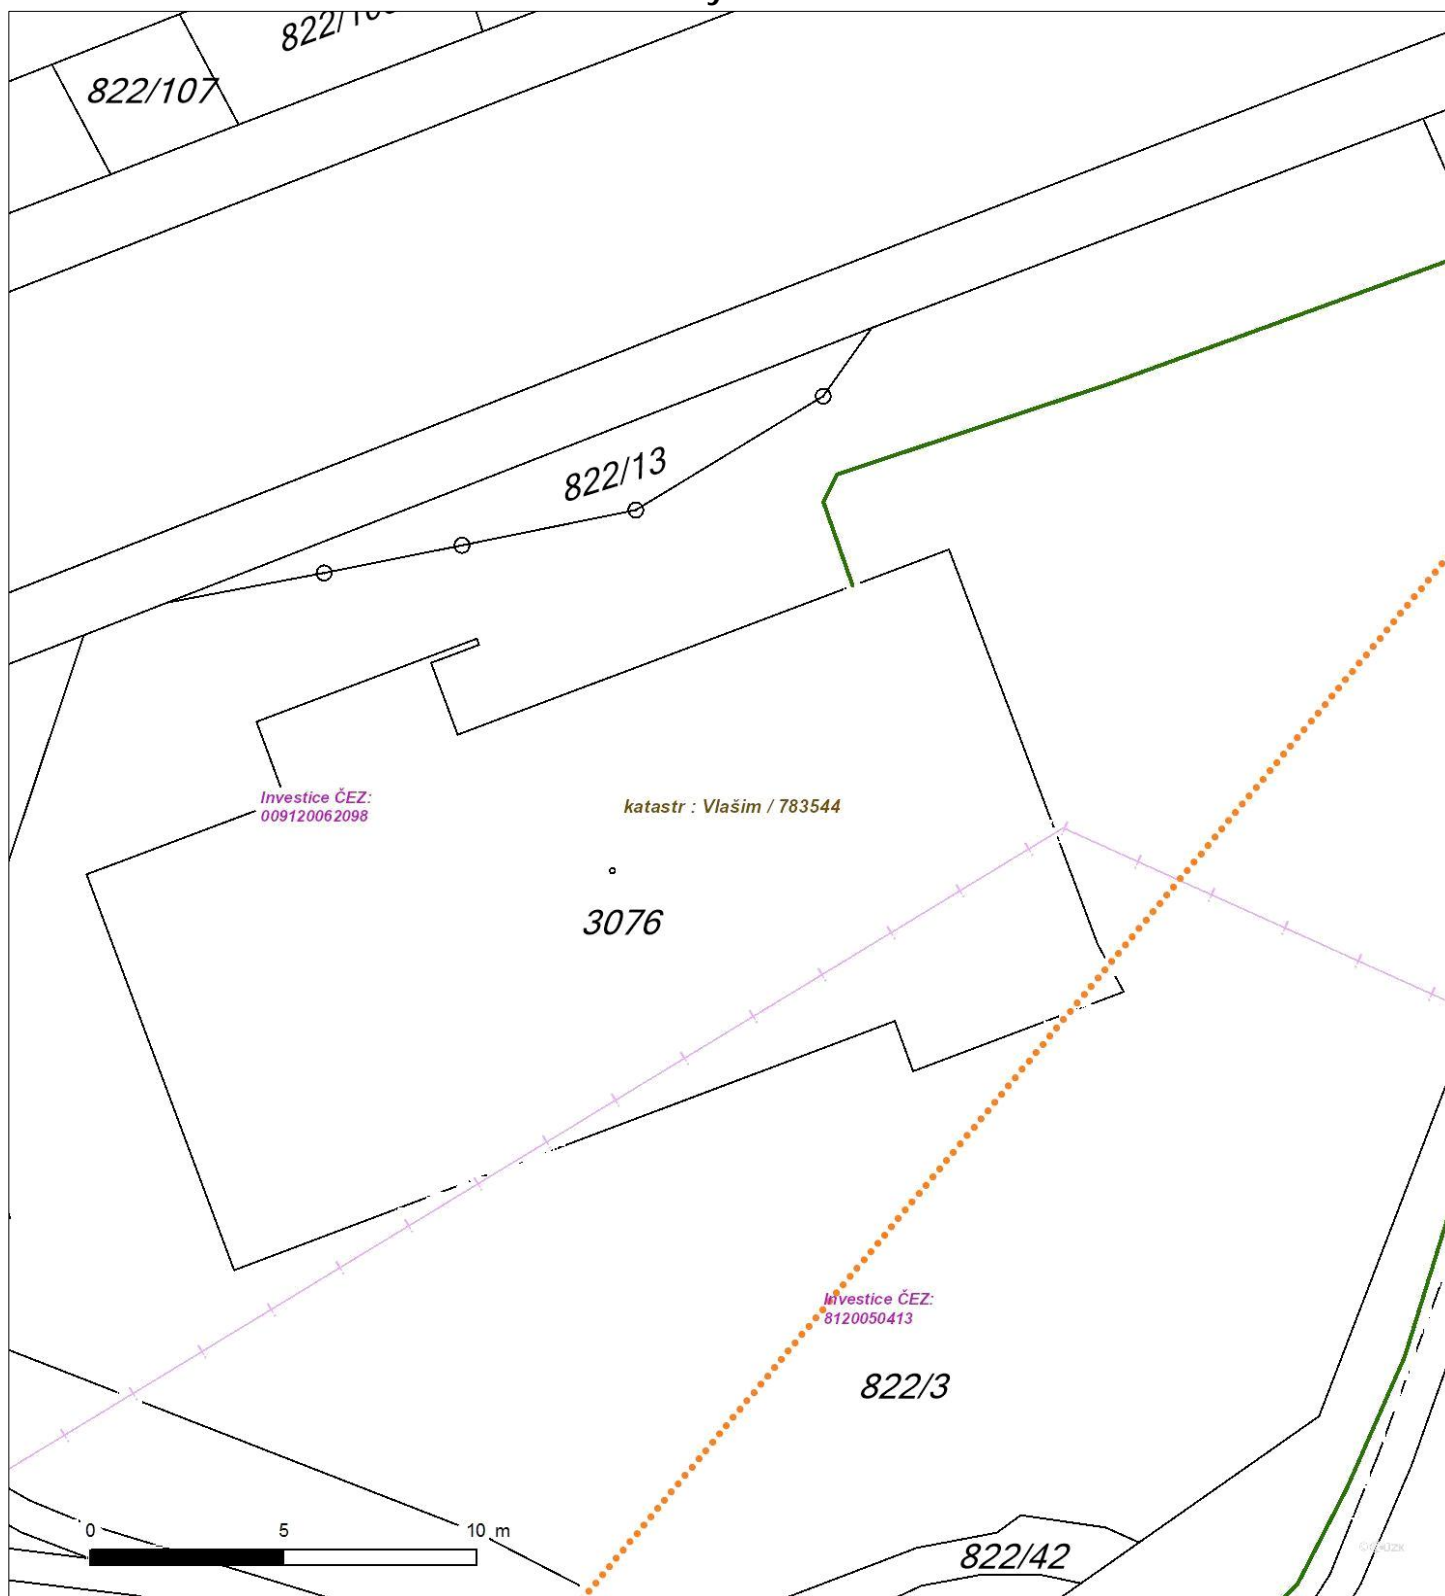 822/107
822/13
Investice ČEZ:
009120062098
katastr : Vlašim / 783544
3076
Investice ČEZ:
8120050413
822/3
0 5 10 m
822/42